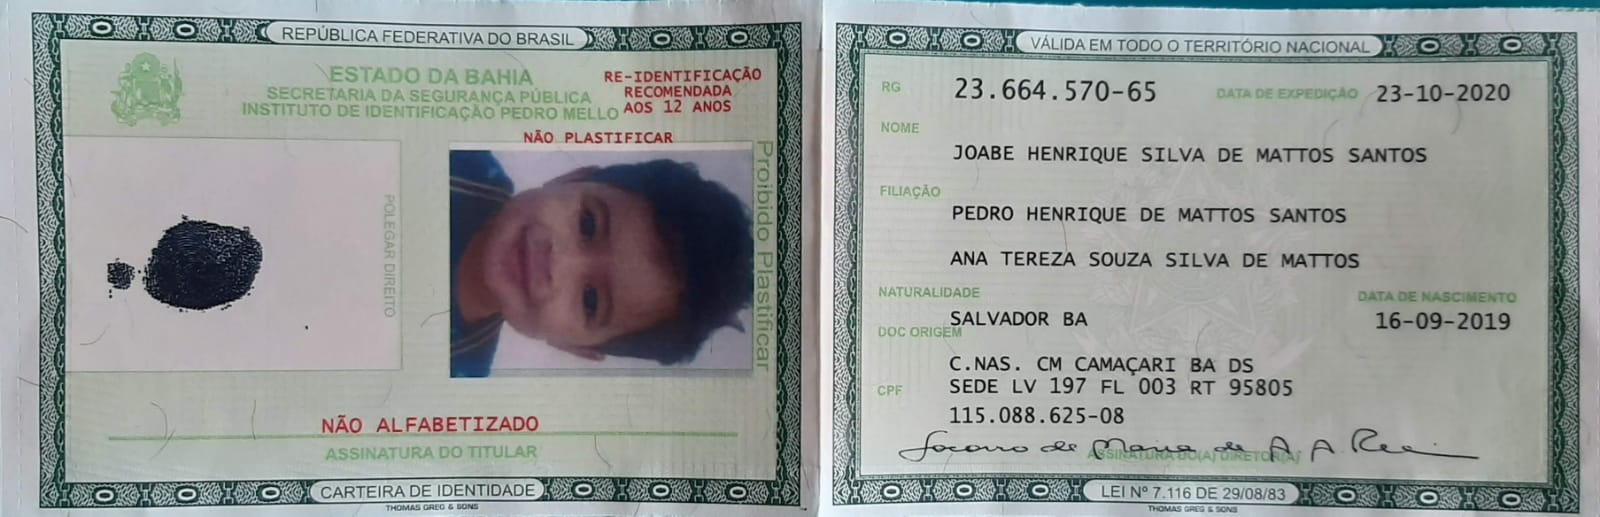 VÁLIDA EM TODO O TERRITÓRIO NACIONAL
RG 23.664.570-65 DATA DE EXPEDIÇÃO 23-10-2020
NOME JOABE HENRIQUE SILVA DE MATTOS SANTOS
FILIAÇÃO
PEDRO HENRIQUE DE MATTOS SANTOS
ANA TEREZA SOUZA SILVA DE MATTOS
NATURALIDADE DATA DE NASCIMENTO
SALVADOR BA 16-09-2019
DOC ORIGEM
C.NAS. CM CAMAÇARI BA DS
SEDE LV 197 FL 003 RT 95805
CPF 115.088.625-08
LEI Nº 7.116 DE 29/08/83
THOMAS GREG & SONS
REPÚBLICA FEDERATIVA DO BRASIL
ESTADO DA BAHIA
SECRETARIA DA SEGURANÇA PÚBLICA
INSTITUTO DE IDENTIFICAÇÃO PEDRO MELLO
RE-IDENTIFICAÇÃO
RECOMENDADA
AOS 12 ANOS
NÃO PLASTIFICAR
Proibido Plastificar
POLEGAR DIREITO
NÃO ALFABETIZADO
ASSINATURA DO TITULAR
CARTEIRA DE IDENTIDADE
THOMAS GREG & SONS